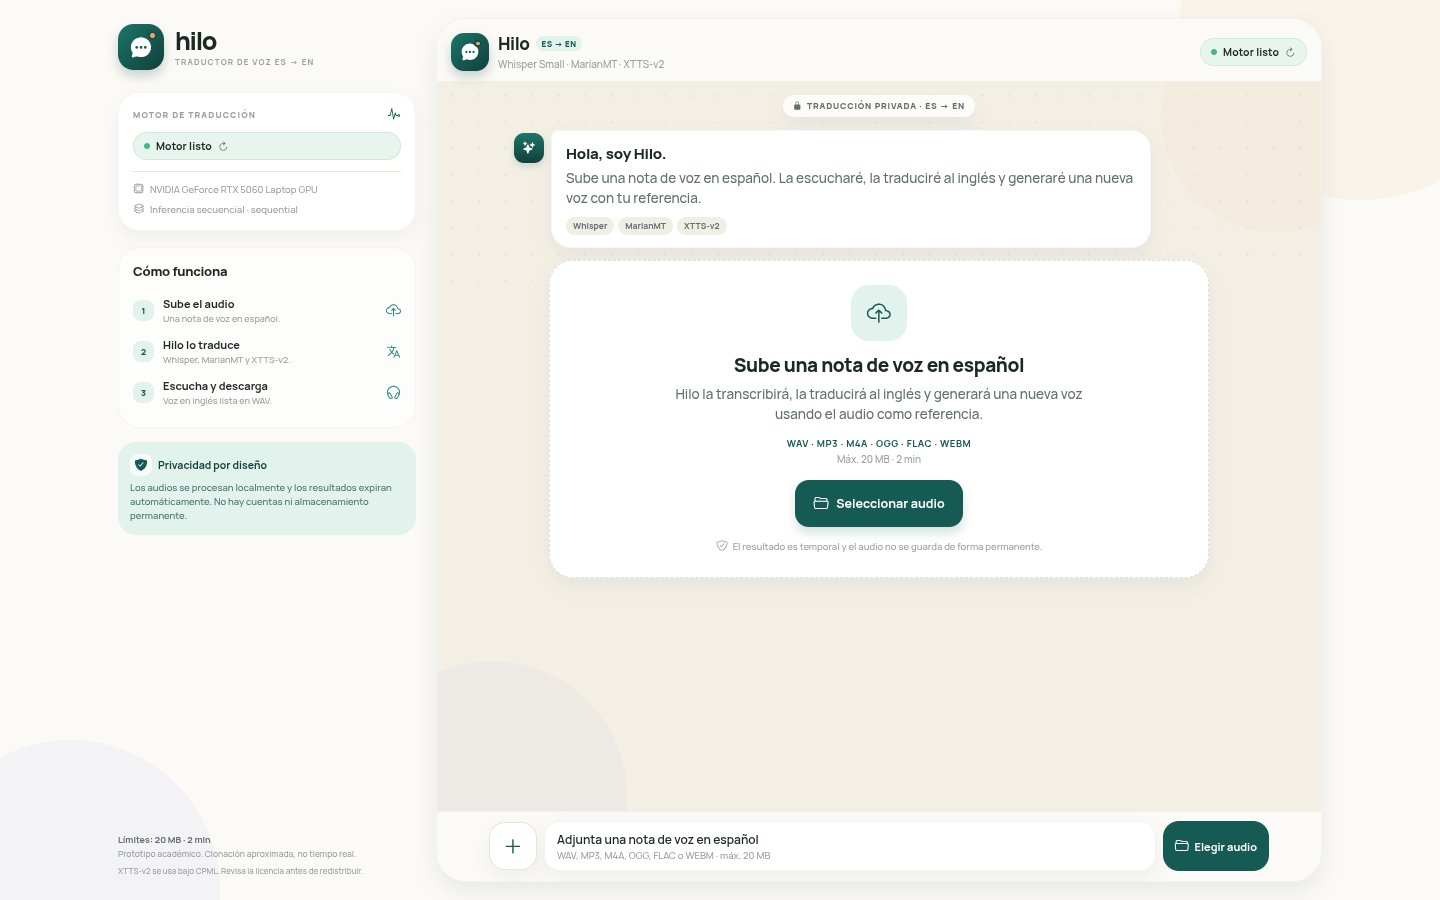 hilo
TRADUCTOR DE VOZ ES → EN
MOTOR DE TRADUCCIÓN
Motor listo
NVIDIA GeForce RTX 5060 Laptop GPU
Inferencia secuencial · sequential
Cómo funciona
1
Sube el audio
Una nota de voz en español.
2
Hilo lo traduce
Whisper, MarianMT y XTTS-v2.
3
Escucha y descarga
Voz en inglés lista en WAV.
Privacidad por diseño
Los audios se procesan localmente y los resultados expiran
automáticamente. No hay cuentas ni almacenamiento
permanente.
Límites: 20 MB · 2 min
Prototipo académico. Clonación aproximada, no tiempo real.
XTTS-v2 se usa bajo CPML. Revisa la licencia antes de redistribuir.
Hilo ES → EN
Whisper Small · MarianMT · XTTS-v2
Motor listo
TRADUCCIÓN PRIVADA · ES → EN
Hola, soy Hilo.
Sube una nota de voz en español. La escucharé, la traduciré al inglés y generaré una nueva
voz con tu referencia.
Whisper MarianMT XTTS-v2
Sube una nota de voz en español
Hilo la transcribirá, la traducirá al inglés y generará una nueva voz
usando el audio como referencia.
WAV · MP3 · M4A · OGG · FLAC · WEBM
Máx. 20 MB · 2 min
Seleccionar audio
El resultado es temporal y el audio no se guarda de forma permanente.
Adjunta una nota de voz en español
WAV, MP3, M4A, OGG, FLAC o WEBM · máx. 20 MB
Elegir audio